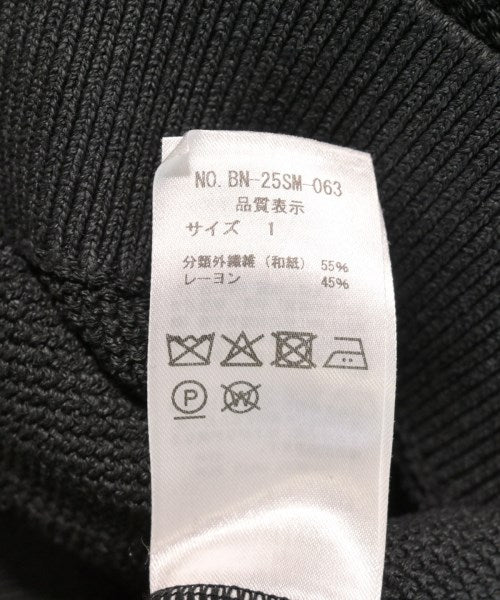 NO. BN-25SM-063
品質表示
サイズ 1
分類外繊維（和紙） 55%
レーヨン 45%
P W